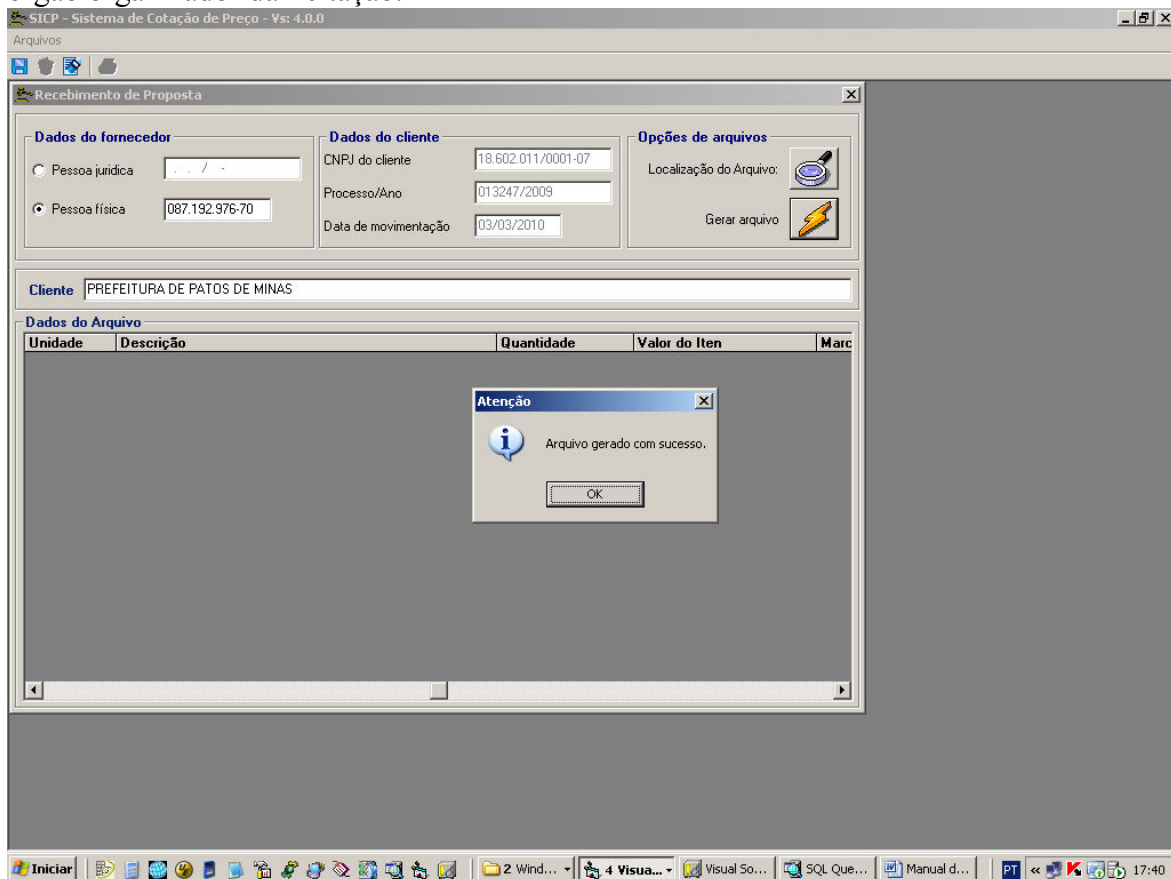 SICP - Sistema de Cotação de Preço - Vs: 4.0.0
Arquivos
Recebimento de Proposta
Dados do fornecedor
Pessoa juridica . . / -
Pessoa física 087.192.976-70
Dados do cliente
CNPJ do cliente 18.602.011/0001-07
Processo/Ano 013247/2009
Data de movimentação 03/03/2010
Opções de arquivos
Localização do Arquivo:
Gerar arquivo
Cliente PREFEITURA DE PATOS DE MINAS
Dados do Arquivo
Unidade Descrição Quantidade Valor do Iten Marc
Atenção
Arquivo gerado com sucesso.
OK
Iniciar 2 Wind... 4 Visua... Visual So... SQL Que... Manual d... PT « 17:40